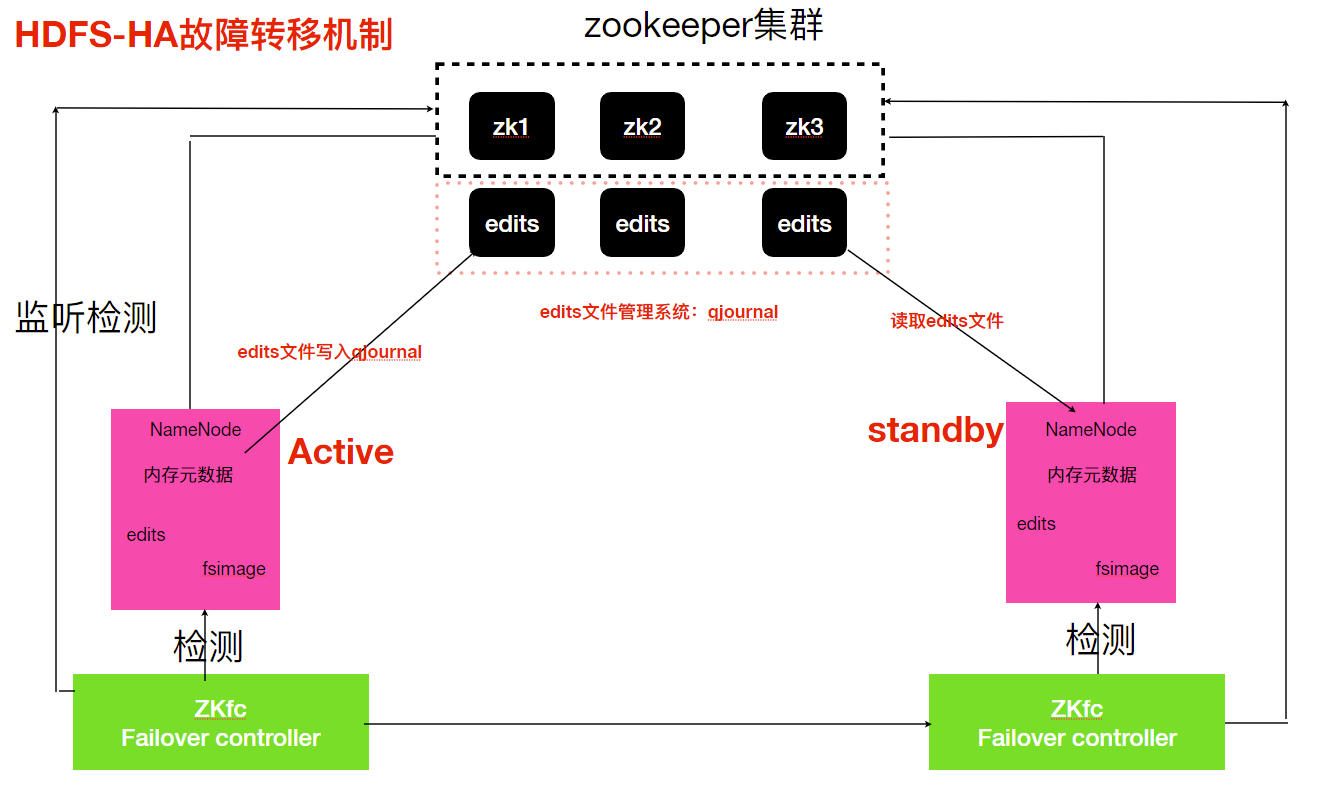 HDFS-HA故障转移机制
zookeeper集群
zk1
zk2
zk3
edits
edits
edits
监听检测
edits文件管理系统：qjournal
读取edits文件
edits文件写入qjournal
Active
standby
NameNode
内存元数据
edits
fsimage
NameNode
内存元数据
edits
fsimage
检测
检测
ZKfc
Failover controller
ZKfc
Failover controller